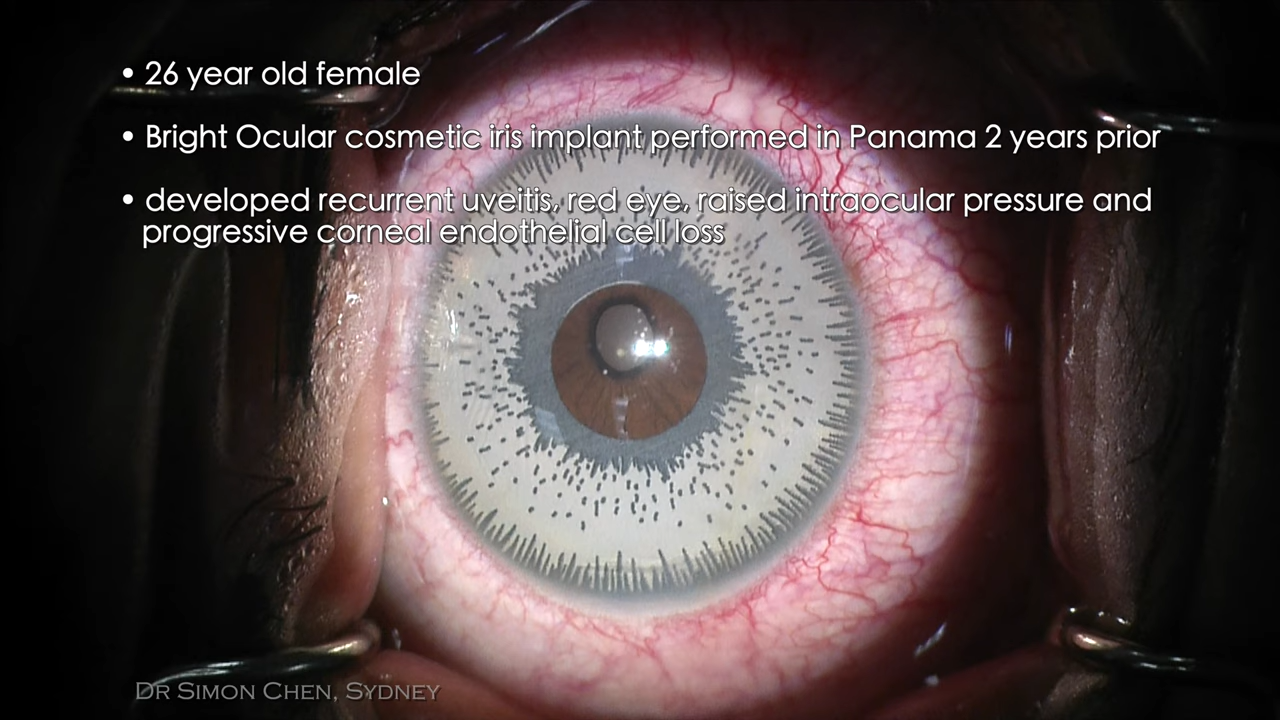 • 26 year old female
• Bright Ocular cosmetic iris implant performed in Panama 2 years prior
• developed recurrent uveitis, red eye, raised intraocular pressure and
progressive corneal endothelial cell loss
DR SIMON CHEN, SYDNEY